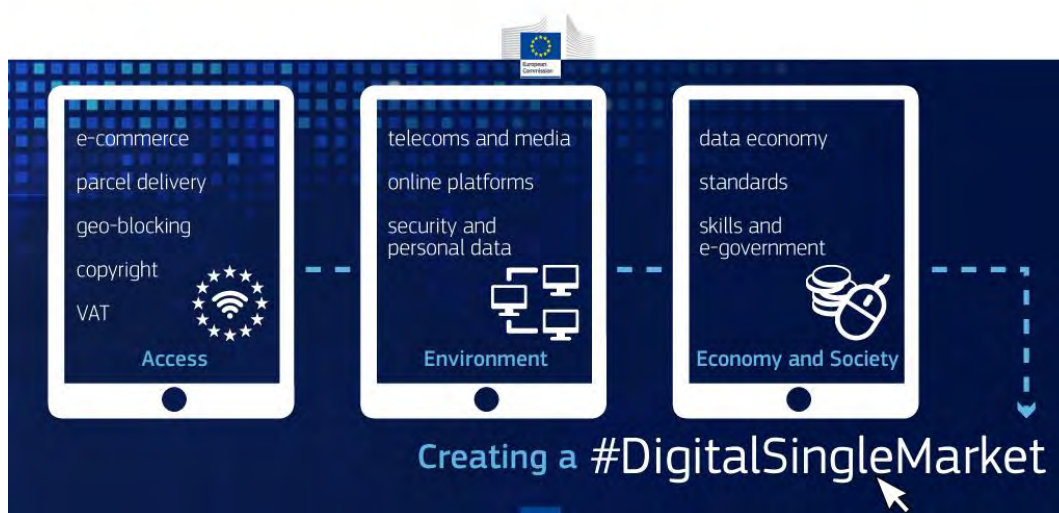 European
Commission
e-commerce
parcel delivery
geo-blocking
copyright
VAT
Access
telecoms and media
online platforms
security and
personal data
Environment
data economy
standards
skills and
e-government
Economy and Society
Creating a #DigitalSingleMarket